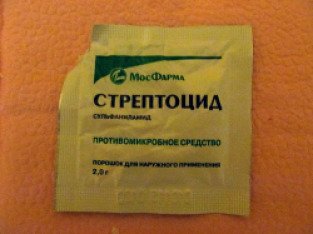 МосФарма
СТРЕПТОЦИД
СУЛЬФАНИЛАМИД
ПРОТИВОМИКРОБНОЕ СРЕДСТВО
ПОРОШОК ДЛЯ НАРУЖНОГО ПРИМЕНЕНИЯ
2,0 г